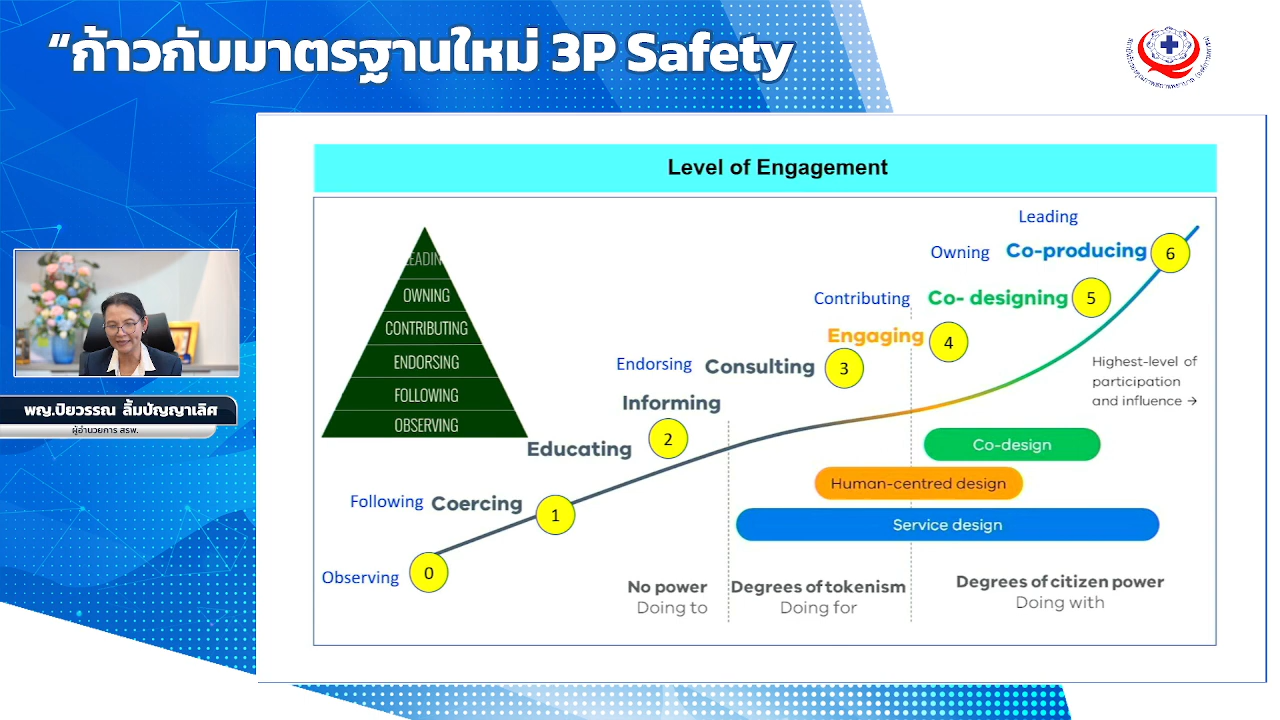 “ก้าวกับมาตรฐานใหม่ 3P Safety
Level of Engagement
LEADIN
OWNING
CONTRIBUTING
ENDORSING
FOLLOWING
OBSERVING
Leading
Owning Co-producing 6
Contributing Co- designing 5
Engaging 4
Endorsing Consulting 3
Informing
Educating 2
Following Coercing 1
Observing 0
Highest-level of
participation
and influence →
Co-design
Human-centred design
Service design
No power
Doing to
Degrees of tokenism
Doing for
Degrees of citizen power
Doing with
พญ.ปิยวรรณ ลิ้มปัญญาเลิศ
ผู้อำนวยการ สรพ.